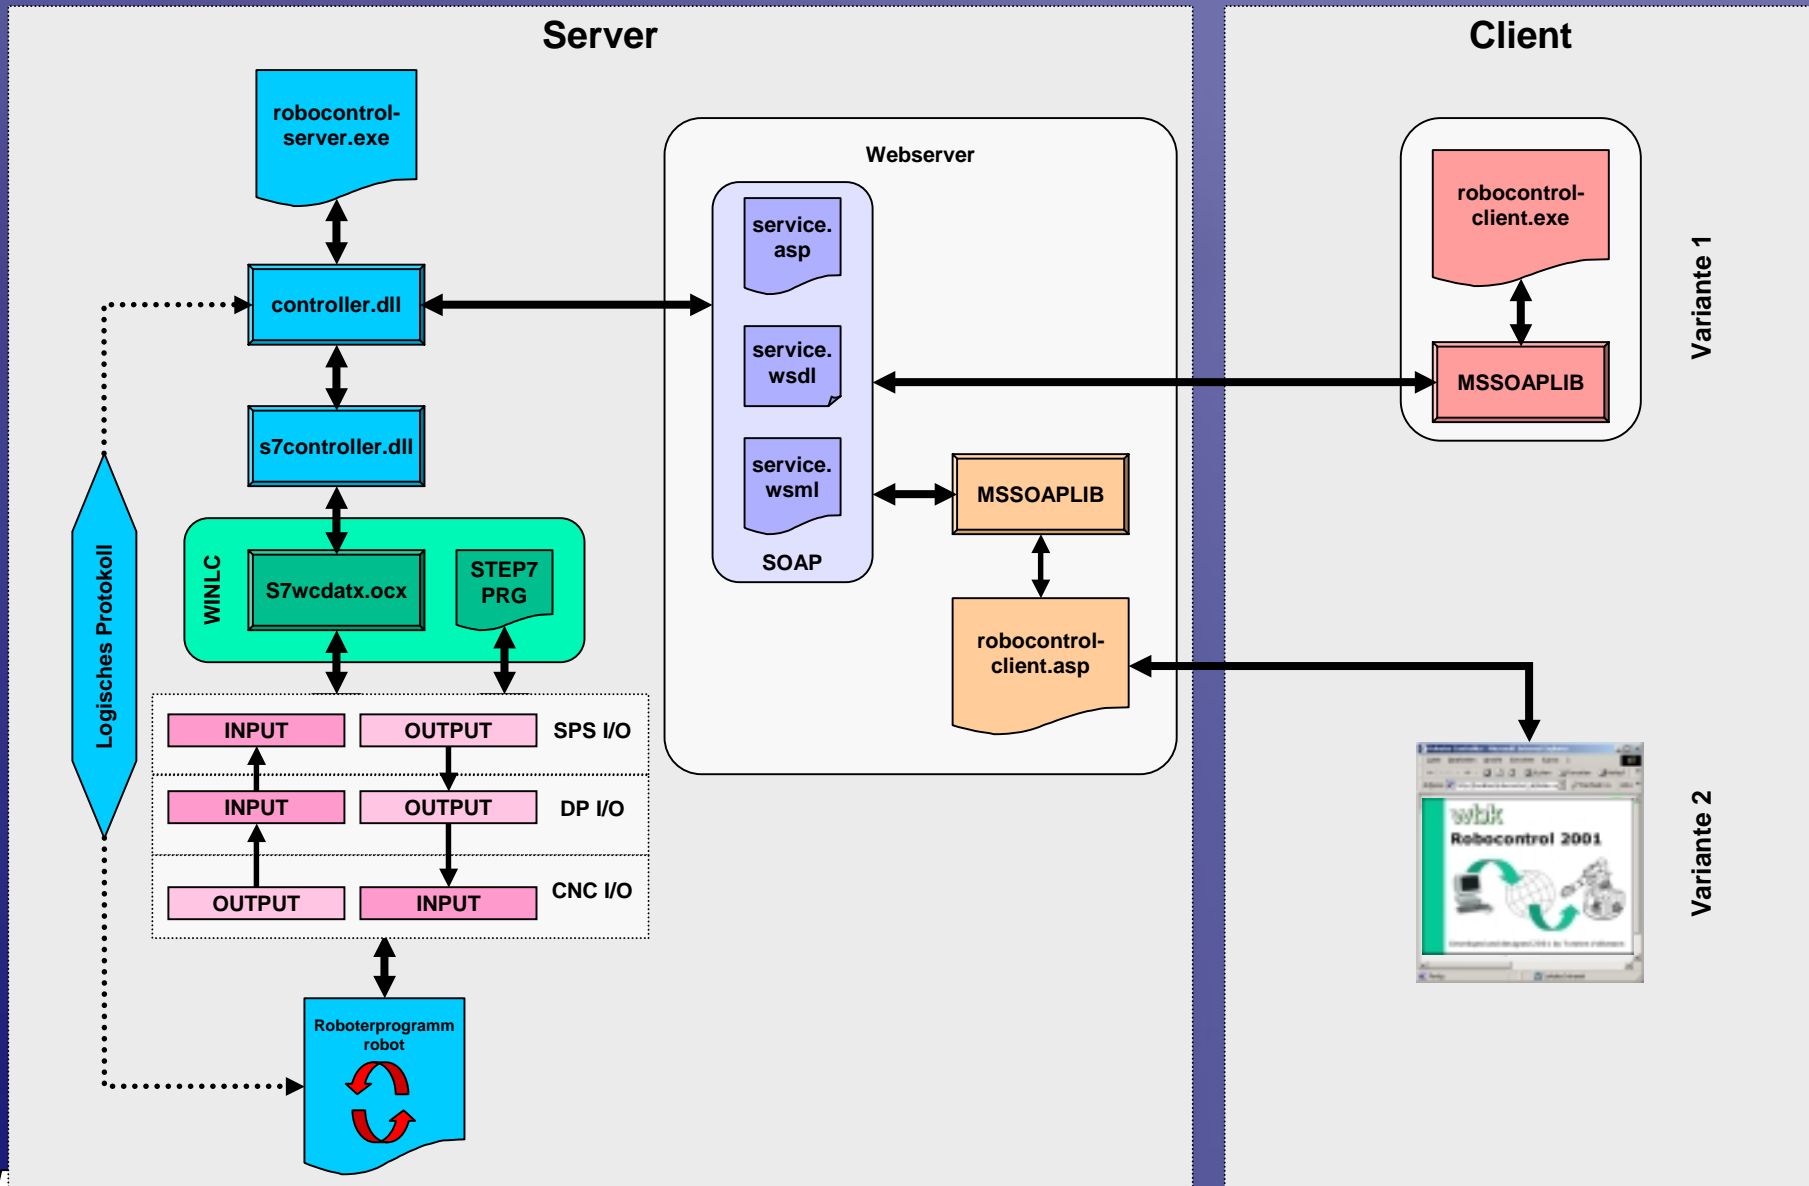 Server
Client
robocontrol-
server.exe
controller.dll
s7controller.dll
WINLC
S7wcdatx.ocx
STEP7
PRG
Logisches Protokoll
INPUT
OUTPUT
SPS I/O
INPUT
OUTPUT
DP I/O
OUTPUT
INPUT
CNC I/O
Roboterprogramm
robot
Webserver
service.
asp
service.
wsdl
service.
wsml
SOAP
MSSOAPLIB
robocontrol-
client.asp
robocontrol-
client.exe
MSSOAPLIB
Variante 1
wbk
Robocontrol 2001
Variante 2